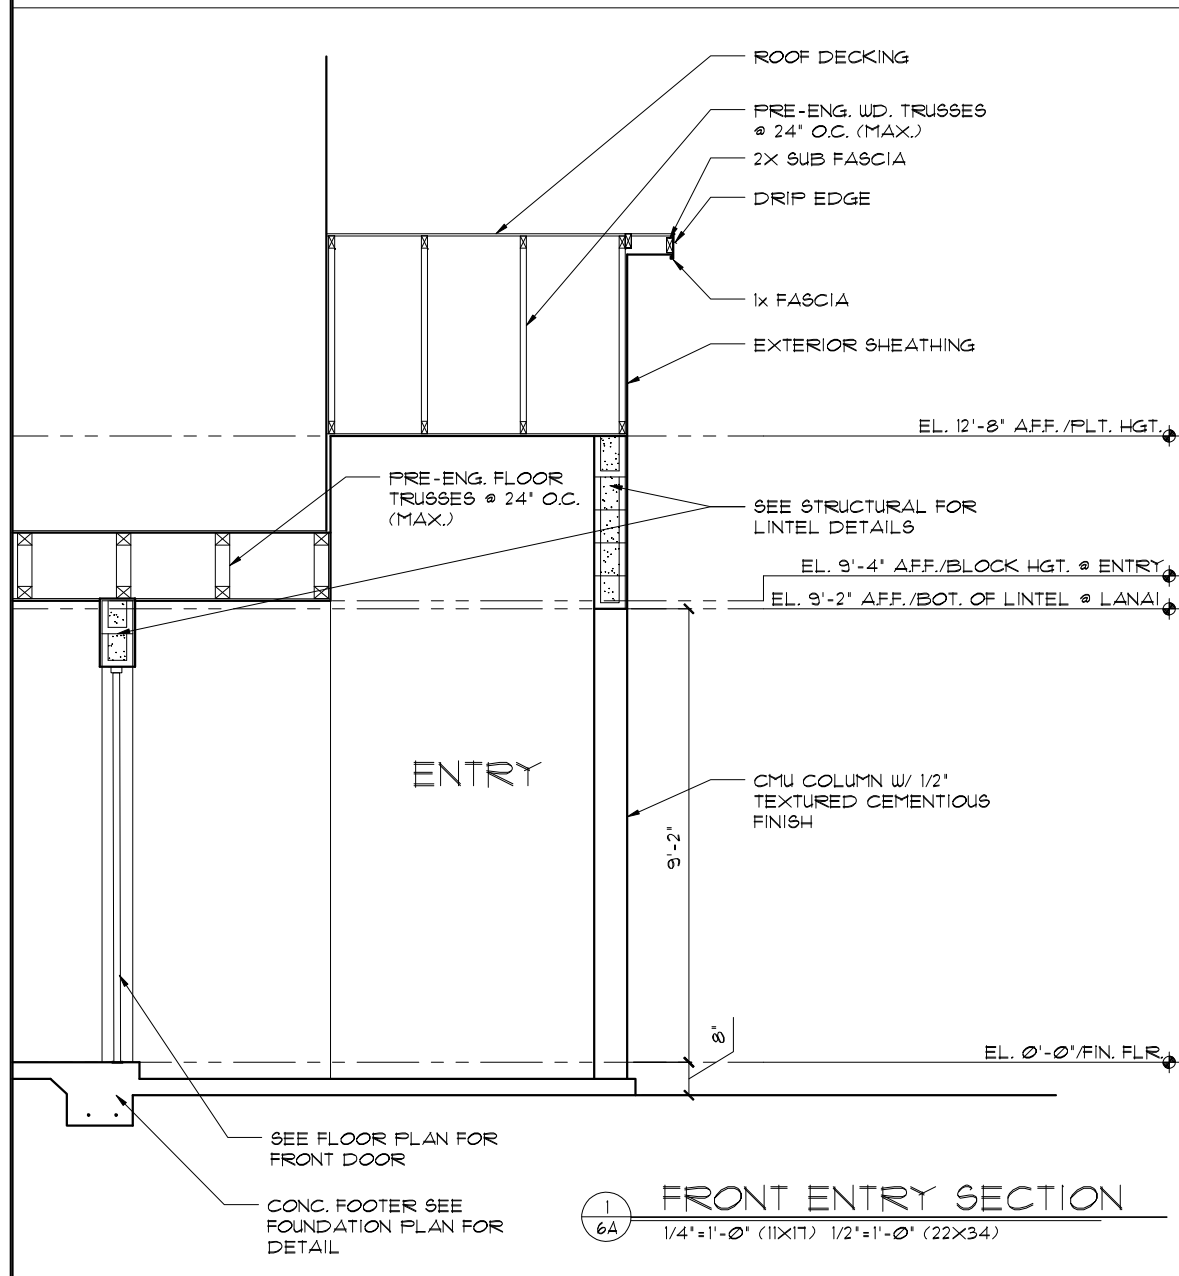 ROOF DECKING
PRE-ENG. WD. TRUSSES
@ 24" O.C. (MAX.)
2X SUB FASCIA
DRIP EDGE
1x FASCIA
EXTERIOR SHEATHING
EL. 12'-8" A.F.F./PLT. HGT.
PRE-ENG. FLOOR
TRUSSES @ 24" O.C.
(MAX.)
SEE STRUCTURAL FOR
LINTEL DETAILS
EL. 9'-4" A.F.F./BLOCK HGT. @ ENTRY
EL. 9'-2" A.F.F./BOT. OF LINTEL @ LANAI
ENTRY
CMU COLUMN W/ 1/2"
TEXTURED CEMENTIOUS
FINISH
9'-2"
8"
EL. 0'-0"/FIN. FLR.
SEE FLOOR PLAN FOR
FRONT DOOR
CONC. FOOTER SEE
FOUNDATION PLAN FOR
DETAIL
1
6A
FRONT ENTRY SECTION
1/4"=1'-0" (11X17) 1/2"=1'-0" (22X34)